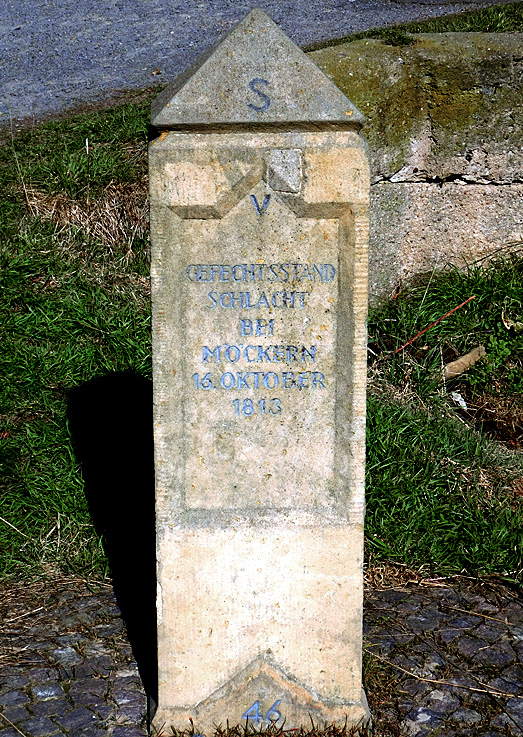 S
V
GEFECHTSSTAND
SCHLACHT
BEI
MÖCKERN
16. OKTOBER
1813
46